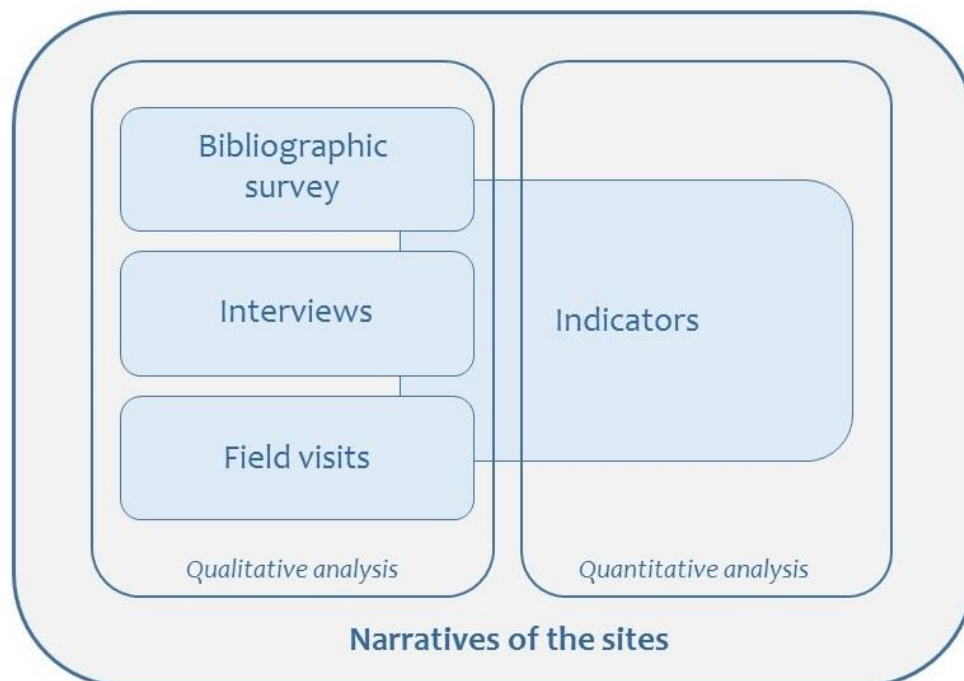 Bibliographic
survey
Interviews
Indicators
Field visits
Qualitative analysis
Quantitative analysis
Narratives of the sites